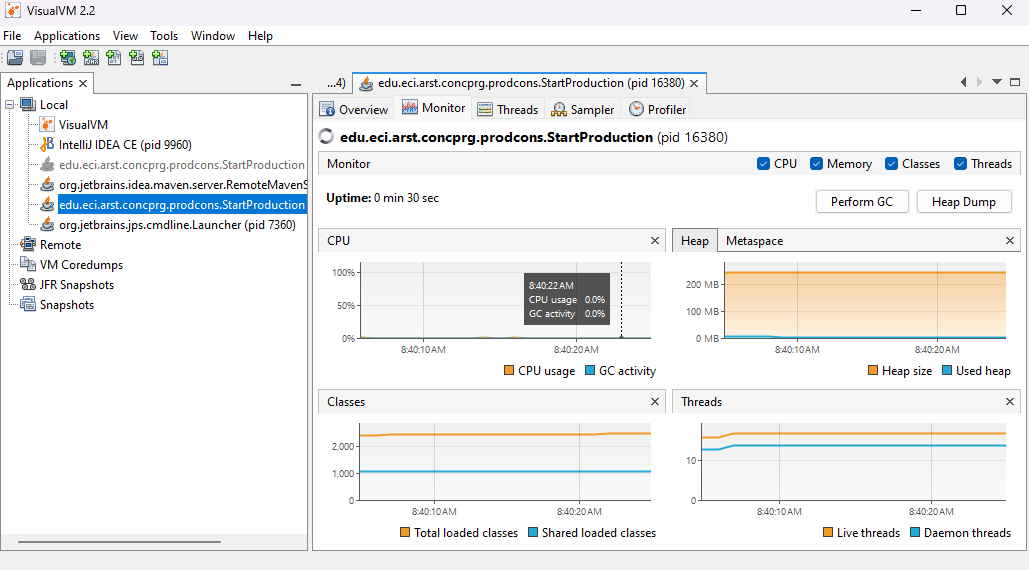 VisualVM 2.2
File Applications View Tools Window Help
Applications
Local
VisualVM
IntelliJ IDEA CE (pid 9960)
edu.eci.arst.concprg.prodcons.StartProduction
org.jetbrains.idea.maven.server.RemoteMavenS
edu.eci.arst.concprg.prodcons.StartProduction
org.jetbrains.jps.cmdline.Launcher (pid 7360)
Remote
VM Coredumps
JFR Snapshots
Snapshots
...4) edu.eci.arst.concprg.prodcons.StartProduction (pid 16380)
Overview Monitor Threads Sampler Profiler
edu.eci.arst.concprg.prodcons.StartProduction (pid 16380)
Monitor CPU Memory Classes Threads
Uptime: 0 min 30 sec Perform GC Heap Dump
CPU
100%
50%
0%
8:40:22 AM
CPU usage 0.0%
GC activity 0.0%
8:40:10 AM 8:40:20 AM
CPU usage GC activity
Heap Metaspace
200 MB
100 MB
0 MB
8:40:10 AM 8:40:20 AM
Heap size Used heap
Classes
2,000
1,000
0
8:40:10 AM 8:40:20 AM
Total loaded classes Shared loaded classes
Threads
10
0
8:40:10 AM 8:40:20 AM
Live threads Daemon threads